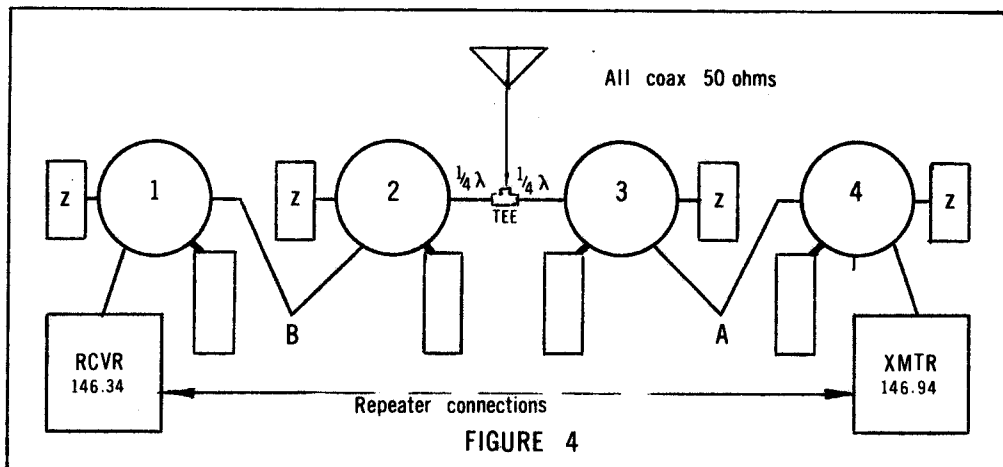 All coax 50 ohms
1
2
3
4
Z
Z
¼ λ
¼ λ
TEE
Z
Z
B
A
RCVR
146.34
XMTR
146.94
Repeater connections
FIGURE 4